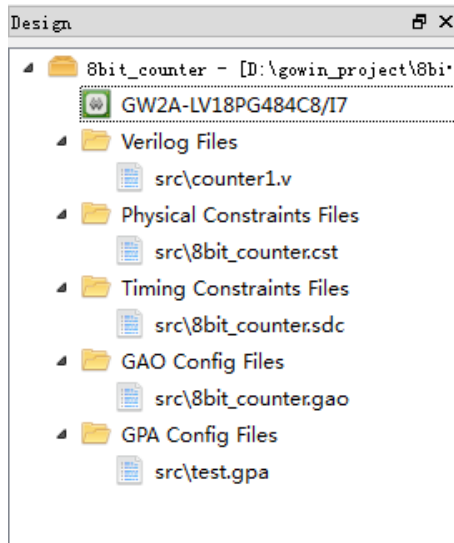 Design
8bit_counter - [D:\gowin_project\8bi
GW2A-LV18PG484C8/I7
Verilog Files
src\counter1.v
Physical Constraints Files
src\8bit_counter.cst
Timing Constraints Files
src\8bit_counter.sdc
GAO Config Files
src\8bit_counter.gao
GPA Config Files
src\test.gpa